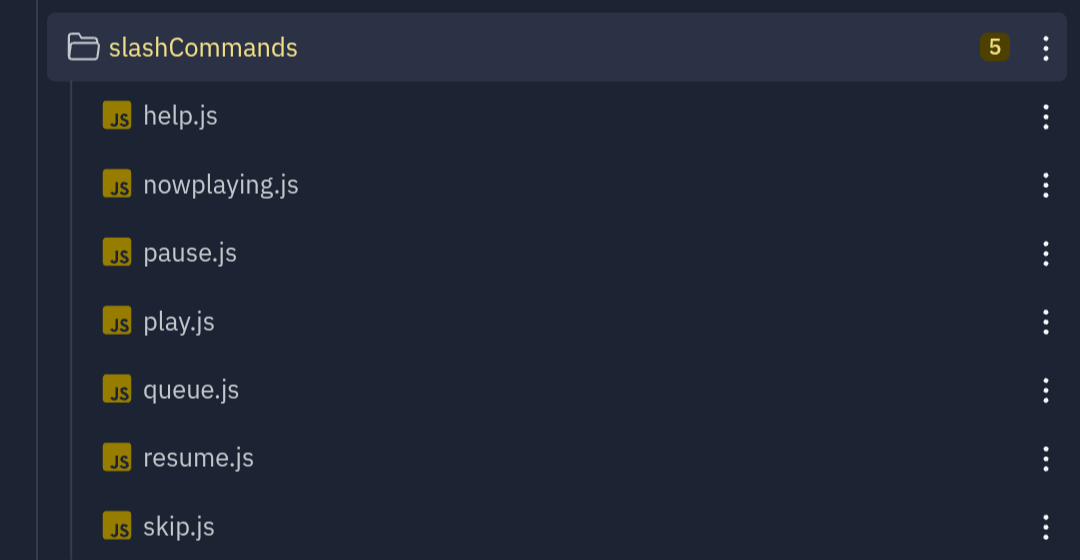 slashCommands 5
JS help.js
JS nowplaying.js
JS pause.js
JS play.js
JS queue.js
JS resume.js
JS skip.js